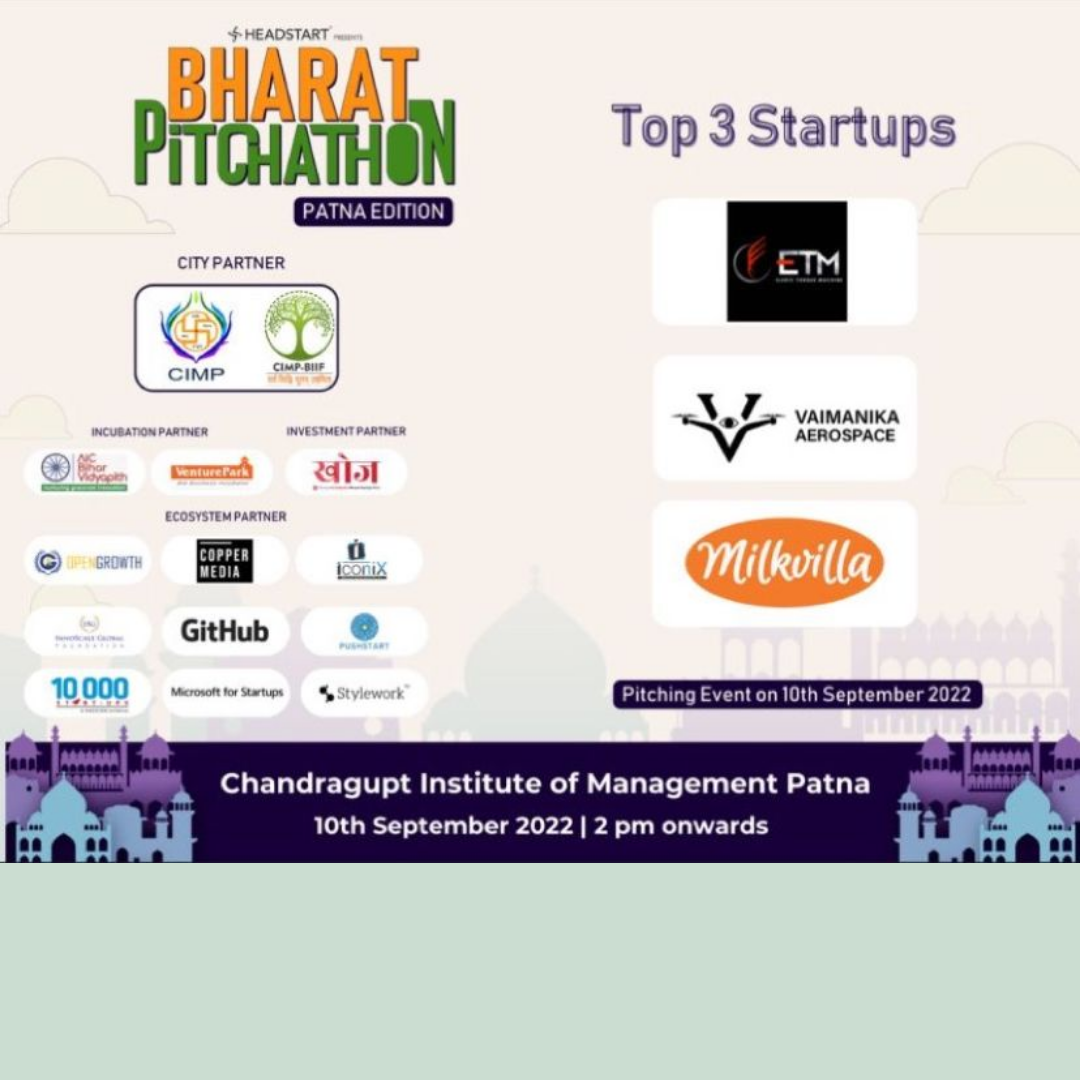 HEADSTART PRESENTS
BHARAT
PiTCHATHON
PATNA EDITION
CITY PARTNER
CIMP
CIMP-BIIF
INCUBATION PARTNER
INVESTMENT PARTNER
AIC
Bihar
Vidyapith
VenturePark
खोज
ECOSYSTEM PARTNER
OPENGROWTH
COPPER
MEDIA
iconiX
GitHub
PUSHSTART
10 000
STARTUPS
Microsoft for Startups
Stylework
Top 3 Startups
ETM
VAIMANIKA
AEROSPACE
Milkvilla
Pitching Event on 10th September 2022
Chandragupt Institute of Management Patna
10th September 2022 | 2 pm onwards